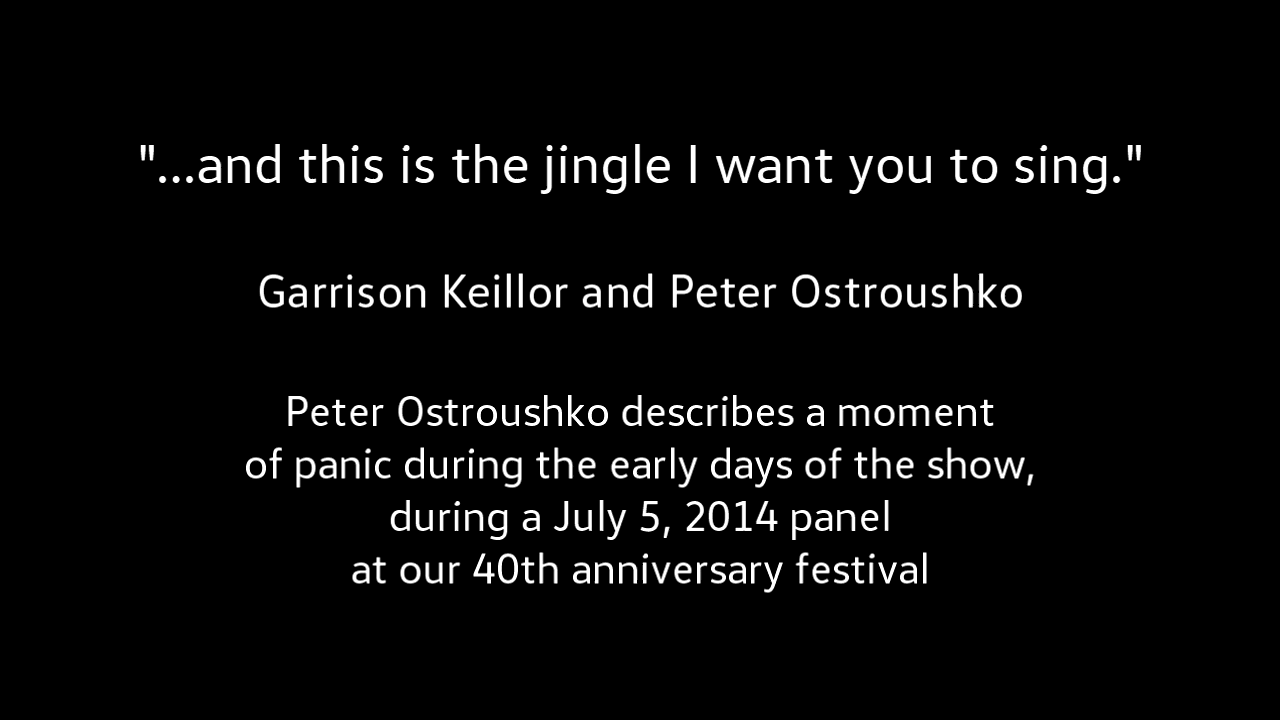 "...and this is the jingle I want you to sing."
Garrison Keillor and Peter Ostroushko
Peter Ostroushko describes a moment
of panic during the early days of the show,
during a July 5, 2014 panel
at our 40th anniversary festival